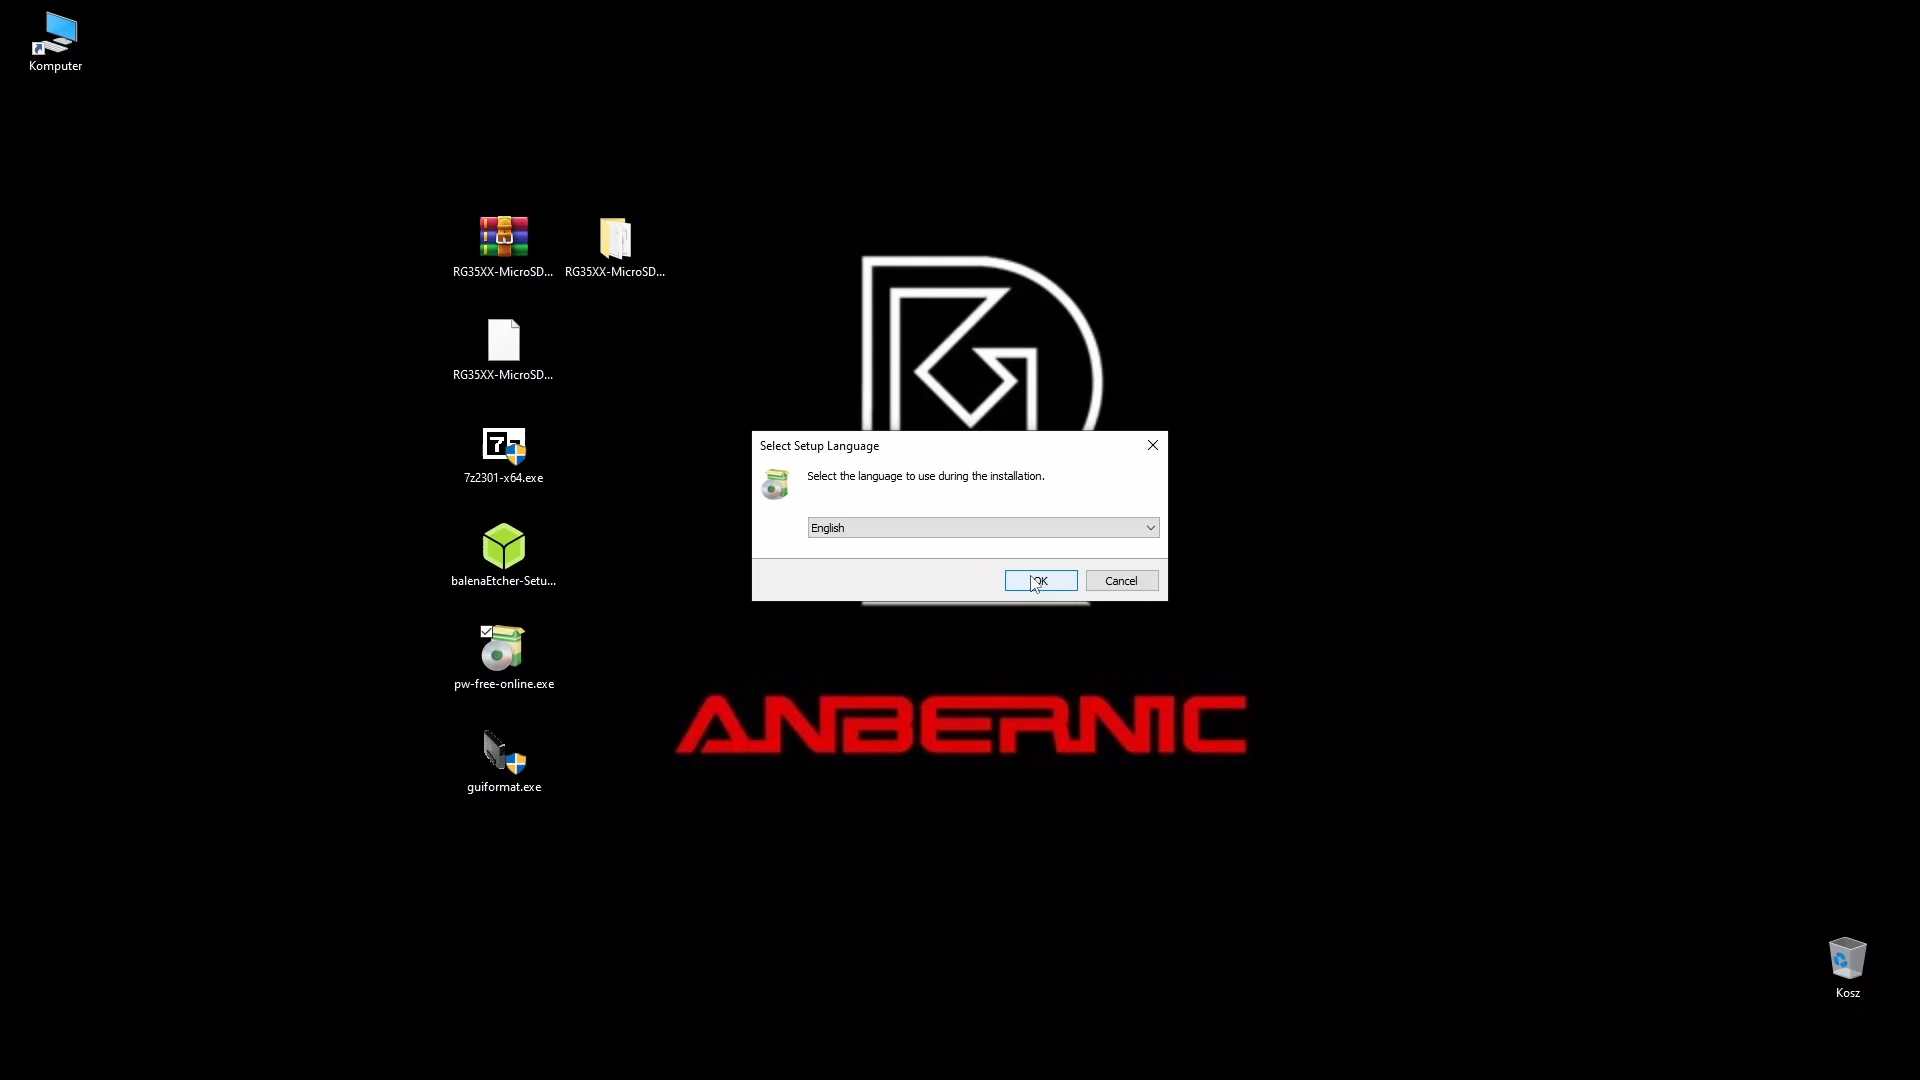 Komputer
RG35XX-MicroSD...
RG35XX-MicroSD...
RG35XX-MicroSD...
7z2301-x64.exe
balenaEtcher-Setu...
pw-free-online.exe
guiformat.exe
Select Setup Language
Select the language to use during the installation.
English
OK
Cancel
ANBERNIC
Kosz